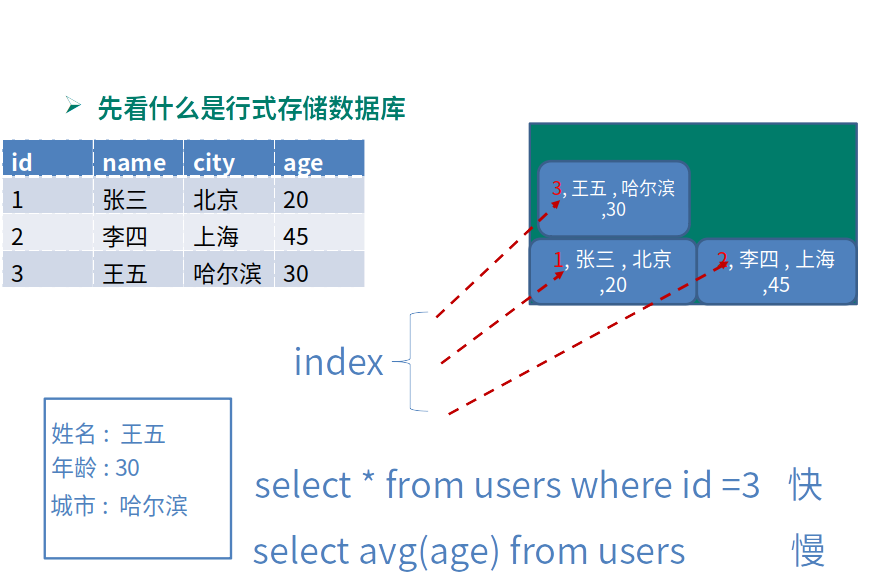 先看什么是行式存储数据库
id name city age
1 张三 北京 20
2 李四 上海 45
3 王五 哈尔滨 30
3, 王五 , 哈尔滨
,30
1, 张三 , 北京
,20
2, 李四 , 上海
,45
index
姓名 : 王五
年龄 : 30
城市 : 哈尔滨
select * from users where id =3 快
select avg(age) from users 慢